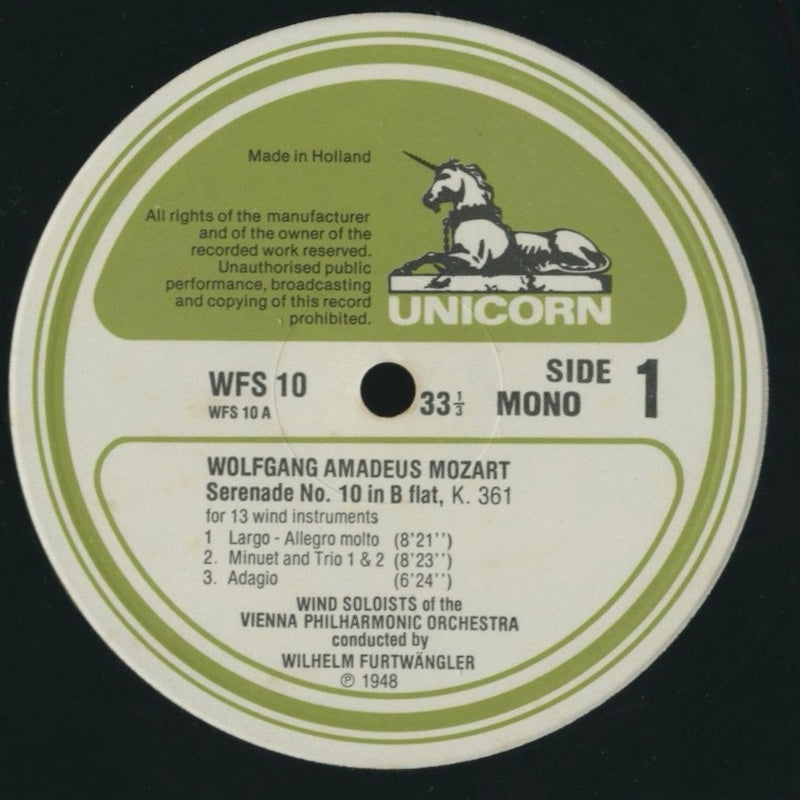 Made in Holland
All rights of the manufacturer
and of the owner of the
recorded work reserved.
Unauthorised public
performance, broadcasting
and copying of this record
prohibited.
UNICORN
WFS 10
WFS 10 A
33⅓
SIDE 1
MONO
WOLFGANG AMADEUS MOZART
Serenade No. 10 in B flat, K. 361
for 13 wind instruments
1 Largo - Allegro molto (8'21'')
2. Minuet and Trio 1 & 2 (8'23'')
3. Adagio (6'24'')
WIND SOLOISTS of the
VIENNA PHILHARMONIC ORCHESTRA
conducted by
WILHELM FURTWÄNGLER
℗ 1948